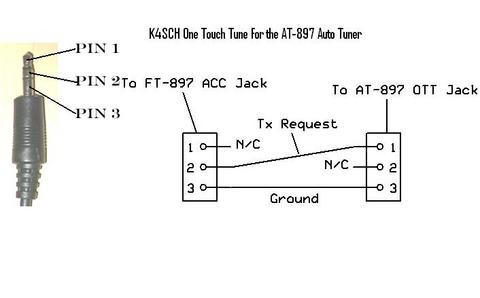 K4SCH One Touch Tune For the AT-897 Auto Tuner
PIN 1
PIN 2
PIN 3
To FT-897 ACC Jack
To AT-897 OTT Jack
Tx Request
1 N/C 1
2 N/C 2
3 3
Ground